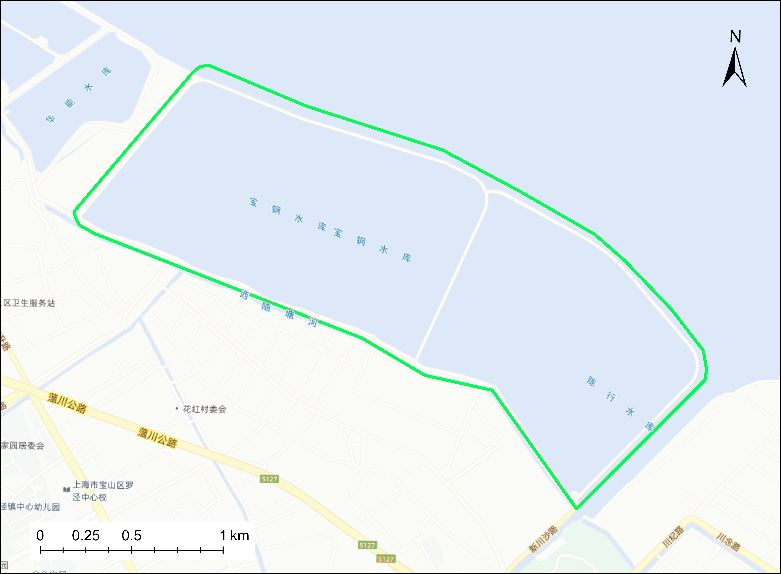 N
华能水库
宝钢水库
宝钢水库
西随塘河
社区卫生服务站
陈行水库
花红村委会
蕰川公路
蕰川公路
家园居委会
S127
上海市宝山区罗
泾中心校
泾镇中心幼儿园
新川沙路
川纪路
川念路
S127
S127
0 0.25 0.5 1 km